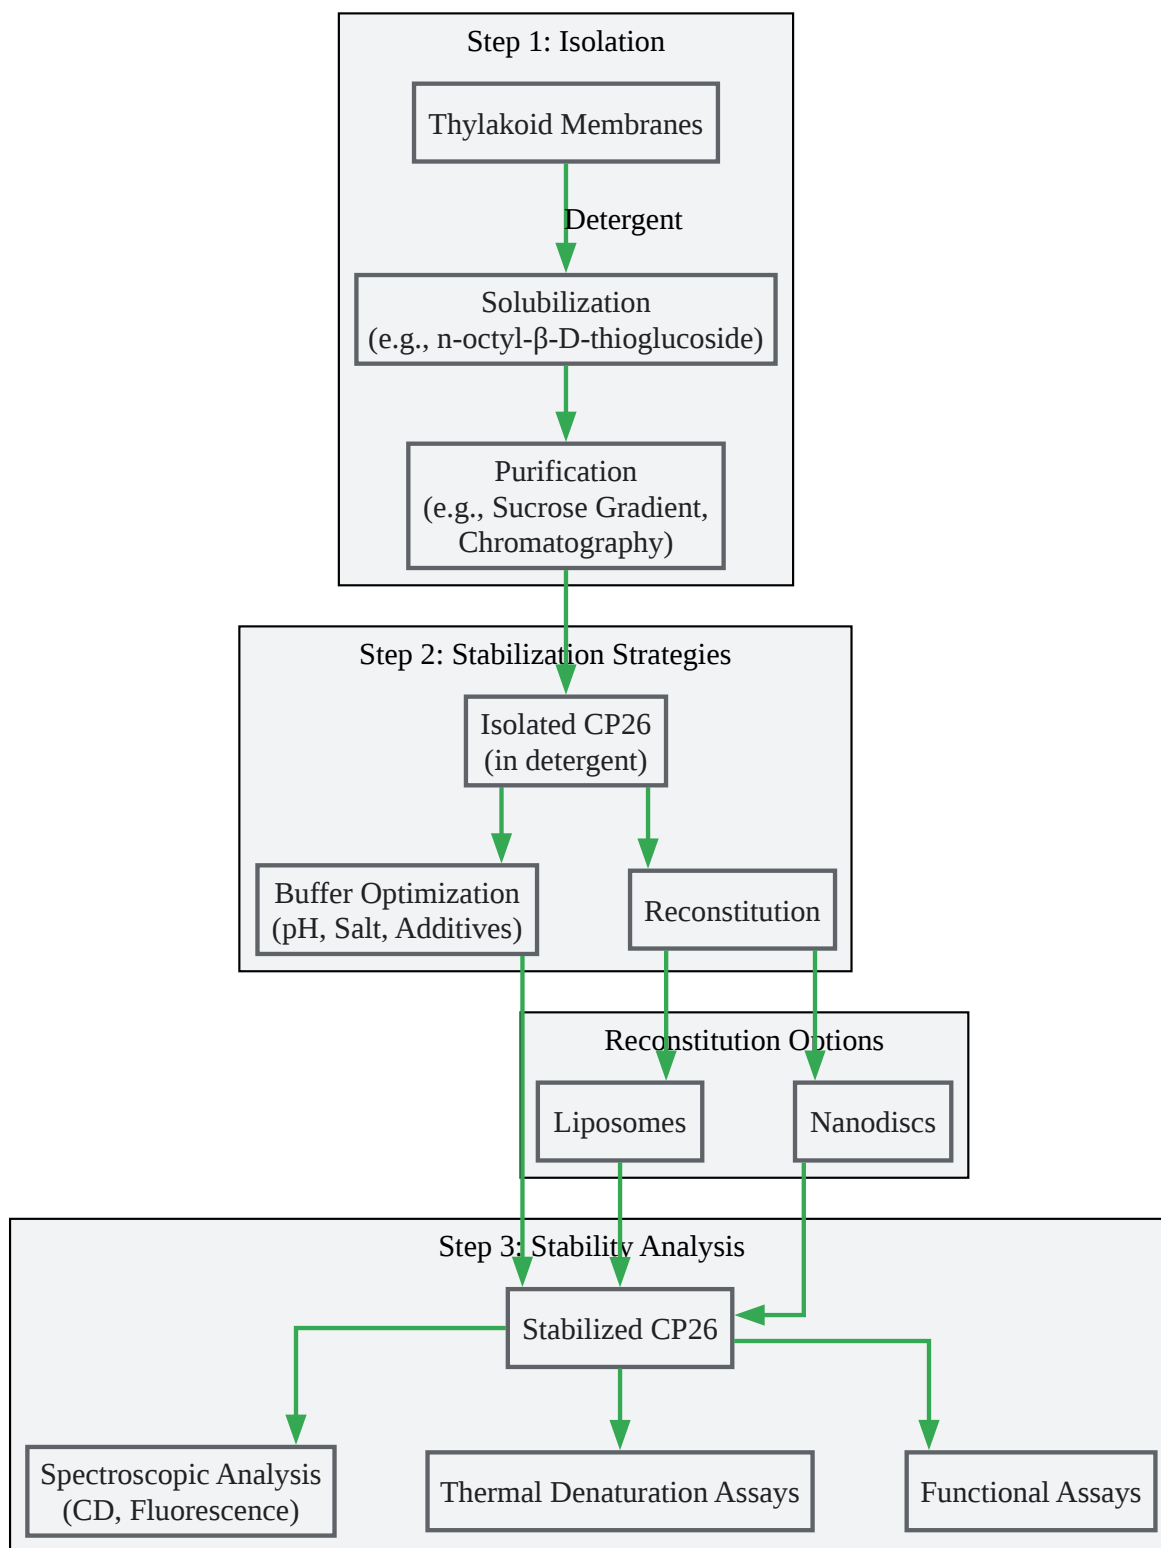 Step 1: Isolation
Thylakoid Membranes
Detergent
Solubilization
(e.g., n-octyl-β-D-thioglucoside)
Purification
(e.g., Sucrose Gradient,
Chromatography)
Step 2: Stabilization Strategies
Isolated CP26
(in detergent)
Buffer Optimization
(pH, Salt, Additives)
Reconstitution
Reconstitution Options
Liposomes
Nanodiscs
Step 3: Stability Analysis
Stabilized CP26
Spectroscopic Analysis
(CD, Fluorescence)
Thermal Denaturation Assays
Functional Assays